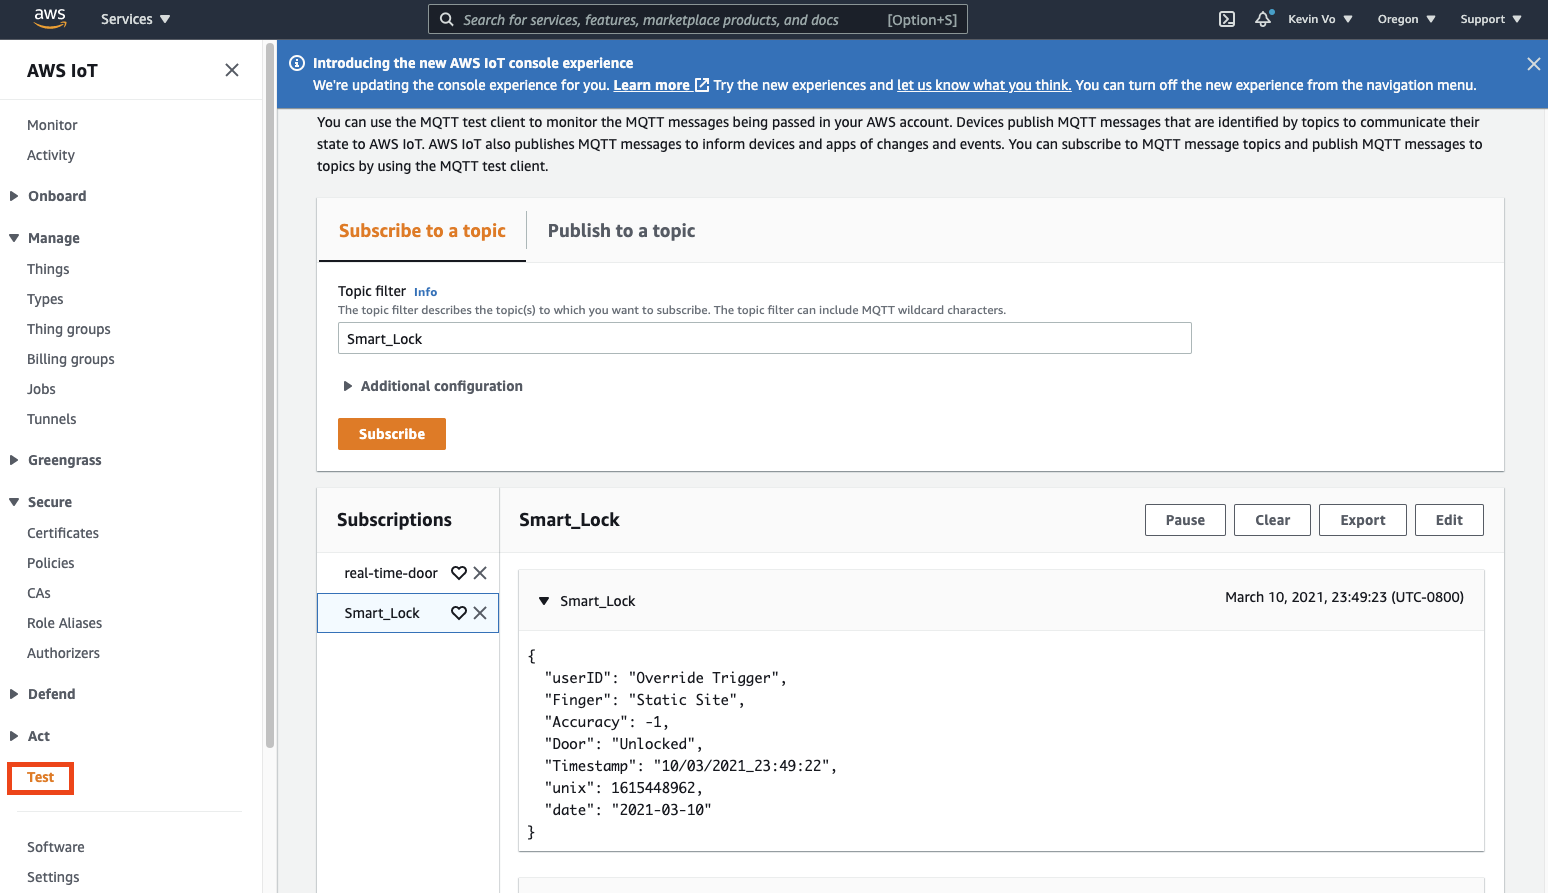 aws
Services
Search for services, features, marketplace products, and docs [Option+S]
Kevin Vo
Oregon
Support
AWS IoT
Monitor
Activity
Onboard
Manage
Things
Types
Thing groups
Billing groups
Jobs
Tunnels
Greengrass
Secure
Certificates
Policies
CAs
Role Aliases
Authorizers
Defend
Act
Test
Software
Settings
Introducing the new AWS IoT console experience
We're updating the console experience for you. Learn more Try the new experiences and let us know what you think. You can turn off the new experience from the navigation menu.
You can use the MQTT test client to monitor the MQTT messages being passed in your AWS account. Devices publish MQTT messages that are identified by topics to communicate their
state to AWS IoT. AWS IoT also publishes MQTT messages to inform devices and apps of changes and events. You can subscribe to MQTT message topics and publish MQTT messages to
topics by using the MQTT test client.
Subscribe to a topic
Publish to a topic
Topic filter Info
The topic filter describes the topic(s) to which you want to subscribe. The topic filter can include MQTT wildcard characters.
Smart_Lock
Additional configuration
Subscribe
Subscriptions
real-time-door
Smart_Lock
Smart_Lock
Pause
Clear
Export
Edit
Smart_Lock
March 10, 2021, 23:49:23 (UTC-0800)
{
"userID": "Override Trigger",
"Finger": "Static Site",
"Accuracy": -1,
"Door": "Unlocked",
"Timestamp": "10/03/2021_23:49:22",
"unix": 1615448962,
"date": "2021-03-10"
}